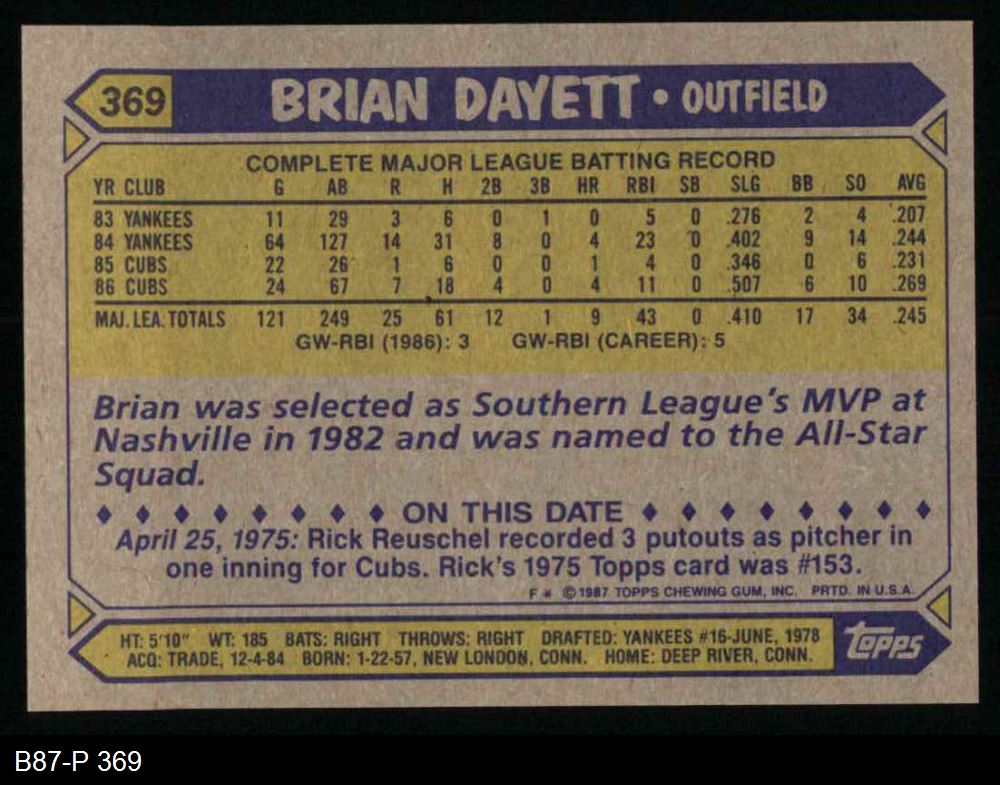 369 BRIAN DAYETT • OUTFIELD
COMPLETE MAJOR LEAGUE BATTING RECORD
YR CLUB G AB R H 2B 3B HR RBI SB SLG BB SO AVG
83 YANKEES 11 29 3 6 0 1 0 5 0 .276 2 4 .207
84 YANKEES 64 127 14 31 8 0 4 23 0 .402 9 14 .244
85 CUBS 22 26 1 6 0 0 1 4 0 .346 0 6 .231
86 CUBS 24 67 7 18 4 0 4 11 0 .507 6 10 .269
MAJ. LEA. TOTALS 121 249 25 61 12 1 9 43 0 .410 17 34 .245
GW-RBI (1986): 3 GW-RBI (CAREER): 5
Brian was selected as Southern League's MVP at
Nashville in 1982 and was named to the All-Star
Squad.
♦ ♦ ♦ ♦ ♦ ♦ ♦ ♦ ON THIS DATE ♦ ♦ ♦ ♦ ♦ ♦ ♦ ♦
April 25, 1975: Rick Reuschel recorded 3 putouts as pitcher in
one inning for Cubs. Rick's 1975 Topps card was #153.
F * ©1987 TOPPS CHEWING GUM, INC. PRTD. IN U.S.A.
HT: 5'10" WT: 185 BATS: RIGHT THROWS: RIGHT DRAFTED: YANKEES #16-JUNE, 1978
ACQ: TRADE, 12-4-84 BORN: 1-22-57, NEW LONDON, CONN. HOME: DEEP RIVER, CONN.
topps
B87-P 369